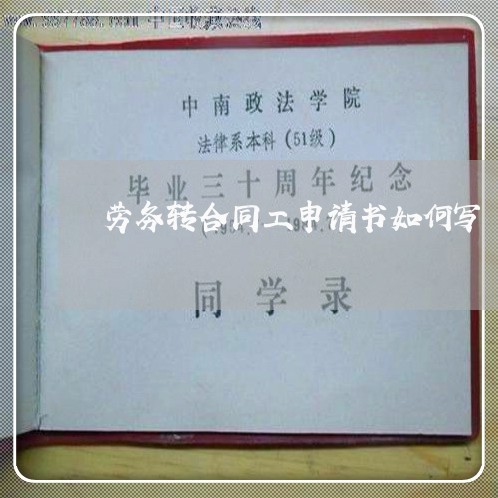 中南政法学院
法律系本科(51级)
毕业三十周年纪念
劳务转合同工申请书如何写
同学录